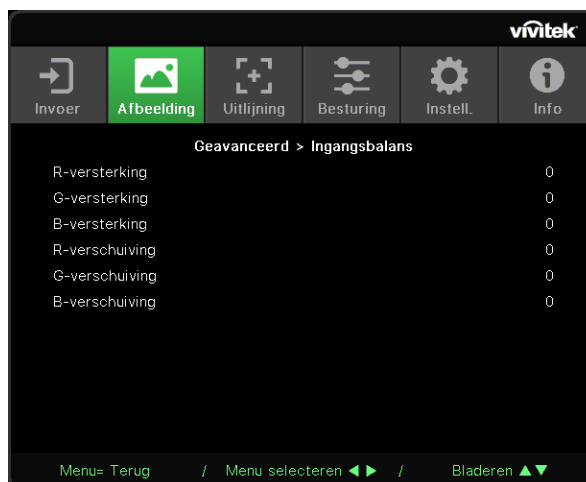 vivitek
Invoer Afbeelding Uitlijning Besturing Instell. Info
Geavanceerd > Ingangsbalans
R-versterking 0
G-versterking 0
B-versterking 0
R-verschuiving 0
G-verschuiving 0
B-verschuiving 0
Menu= Terug / Menu selecteren ◀ ▶ / Bladeren ▲▼